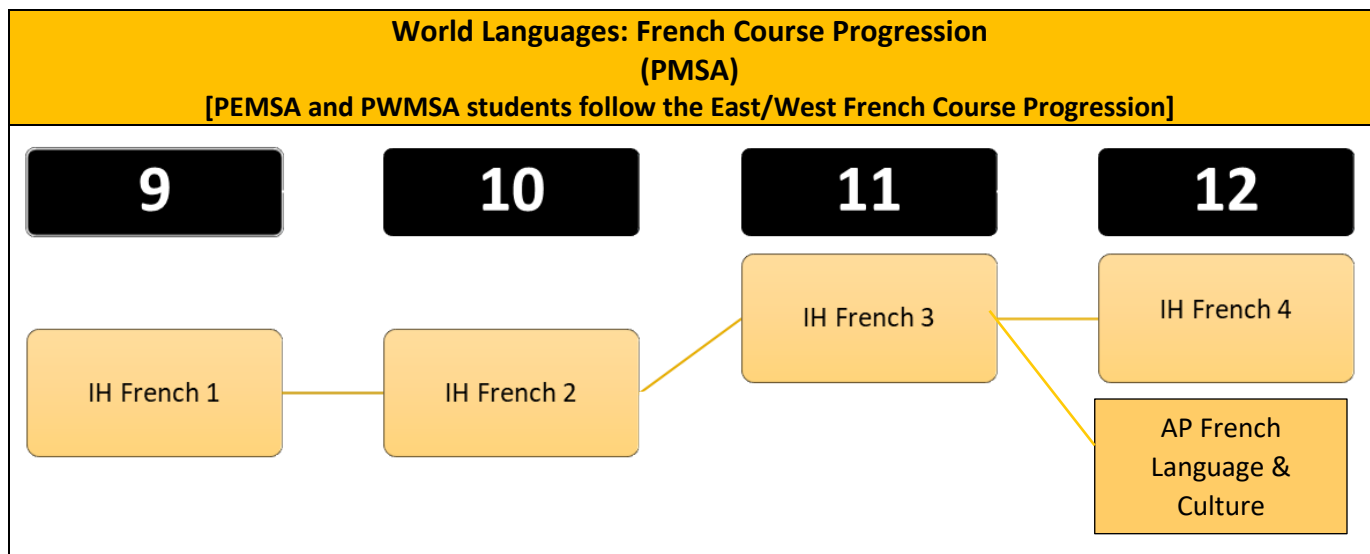 World Languages: French Course Progression
(PMSA)
[PEMSA and PWMSA students follow the East/West French Course Progression]
9
10
11
12
IH French 1
IH French 2
IH French 3
IH French 4
AP French
Language &
Culture